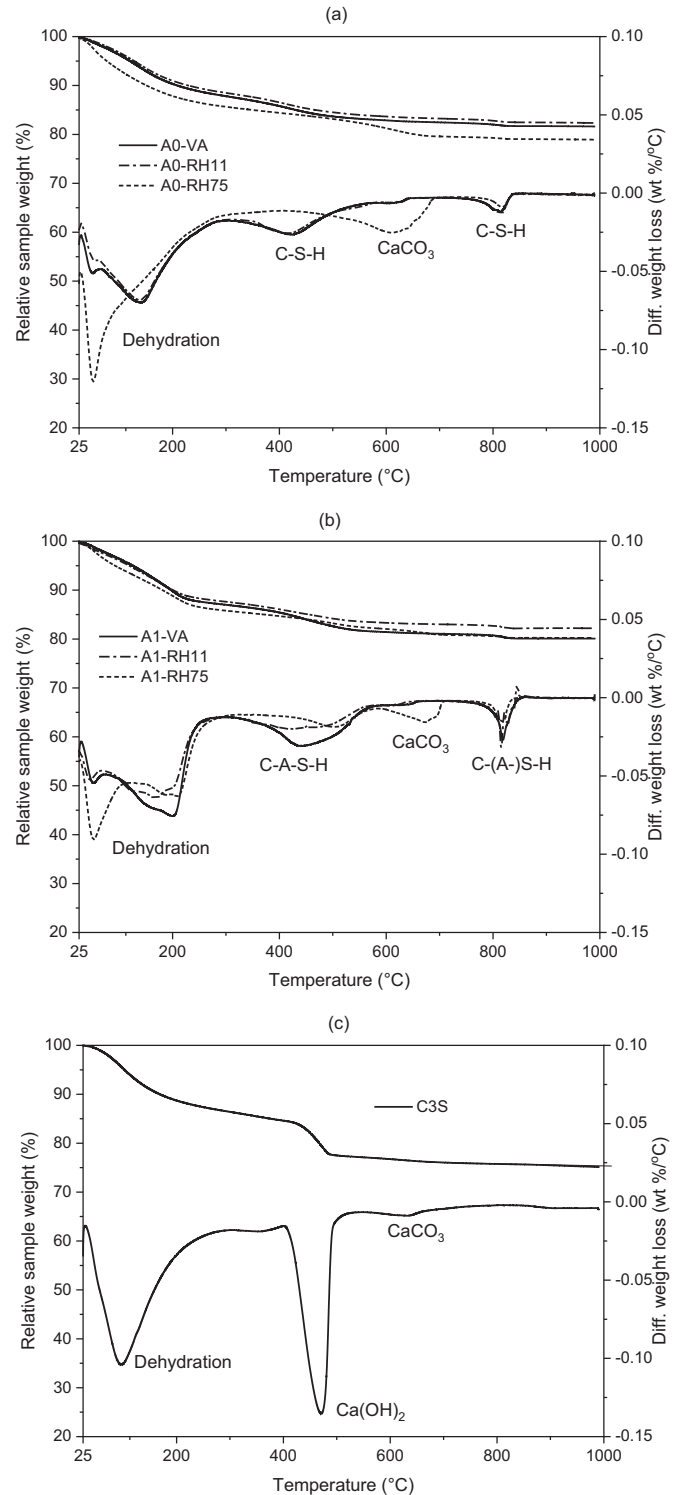 (a)
100
90
80
70
60
50
40
30
20
Relative sample weight (%)
A0-VA
A0-RH11
A0-RH75
Dehydration
C-S-H
CaCO₃
C-S-H
0.10
0.05
0.00
-0.05
-0.10
-0.15
Diff. weight loss (wt %/°C)
25 200 400 600 800 1000
Temperature (°C)
(b)
100
90
80
70
60
50
40
30
20
Relative sample weight (%)
A1-VA
A1-RH11
A1-RH75
Dehydration
C-A-S-H
CaCO₃
C-(A-)S-H
0.10
0.05
0.00
-0.05
-0.10
-0.15
Diff. weight loss (wt %/°C)
25 200 400 600 800 1000
Temperature (°C)
(c)
100
90
80
70
60
50
40
30
20
Relative sample weight (%)
C3S
Dehydration
Ca(OH)₂
CaCO₃
0.10
0.05
0.00
-0.05
-0.10
-0.15
Diff. weight loss (wt %/°C)
25 200 400 600 800 1000
Temperature (°C)